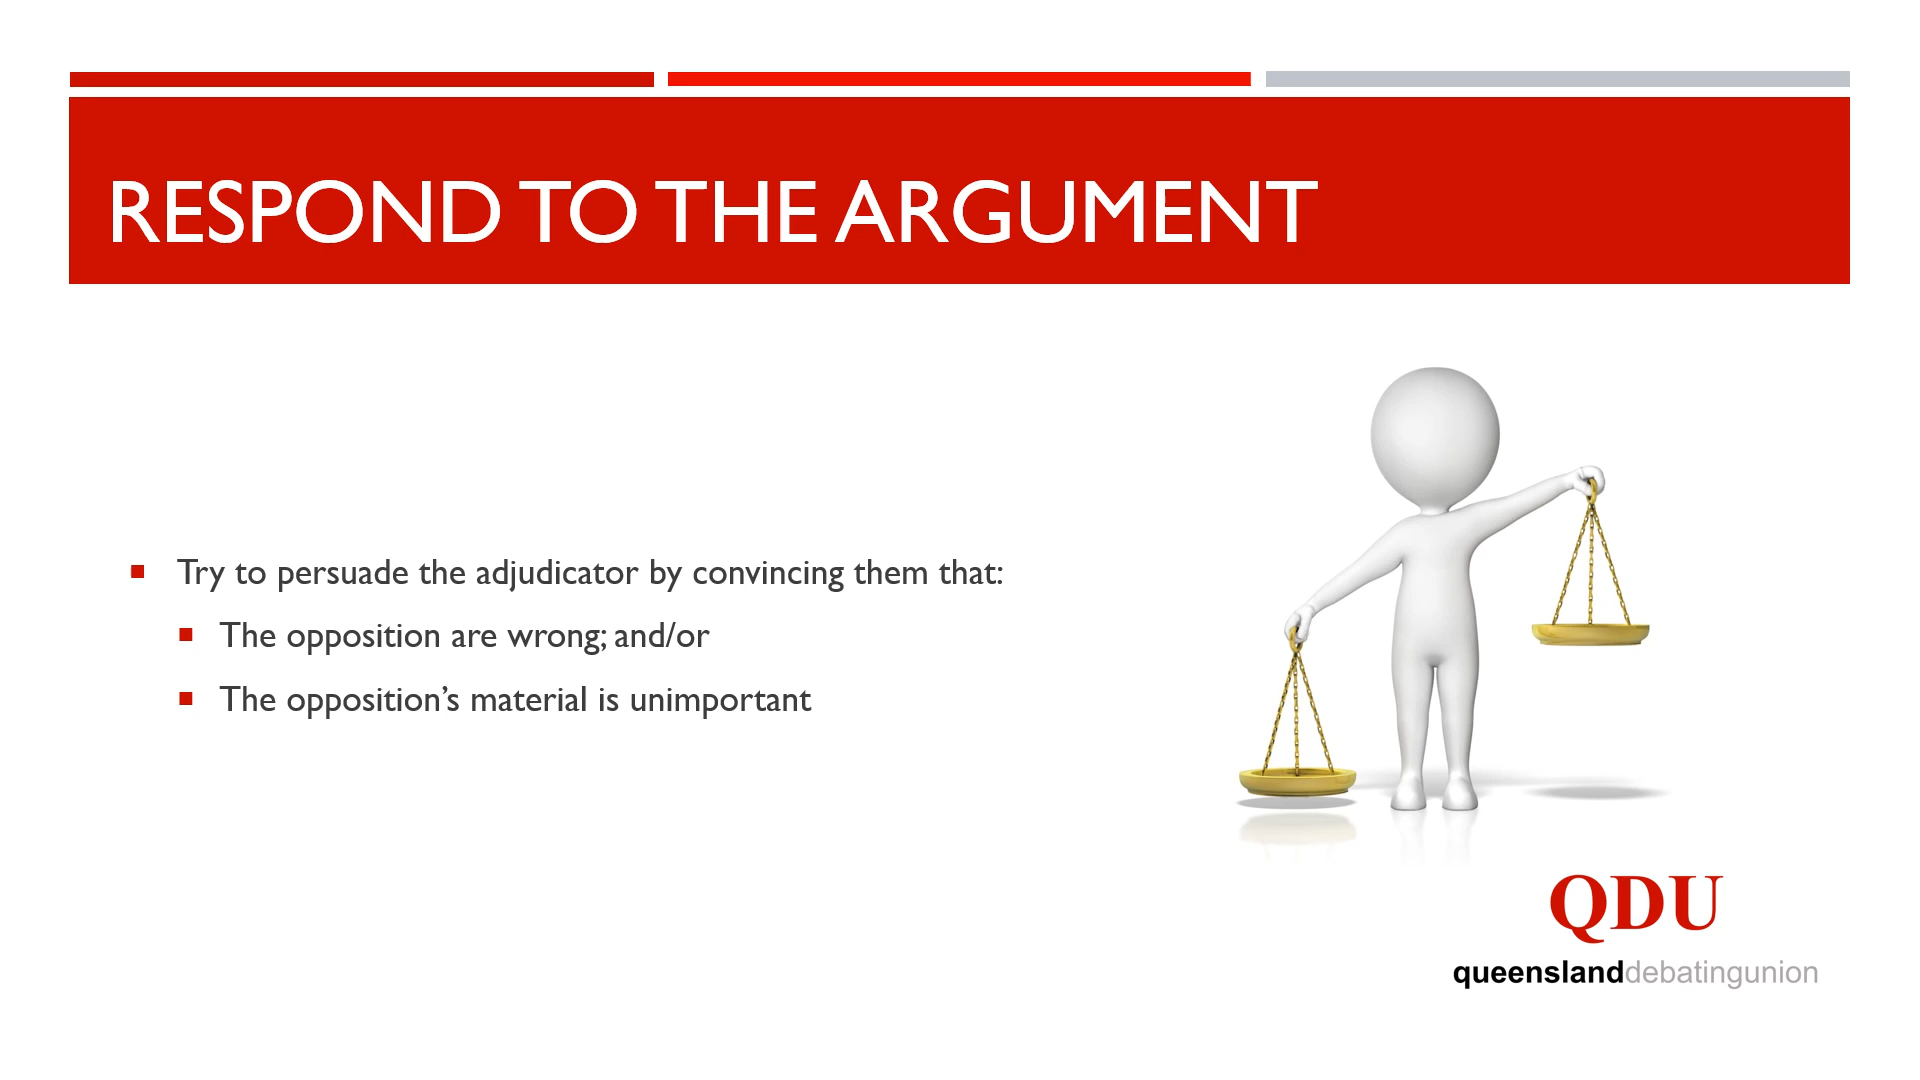 RESPOND TO THE ARGUMENT
Try to persuade the adjudicator by convincing them that:
The opposition are wrong; and/or
The opposition’s material is unimportant
QDU
queenslanddebatingunion